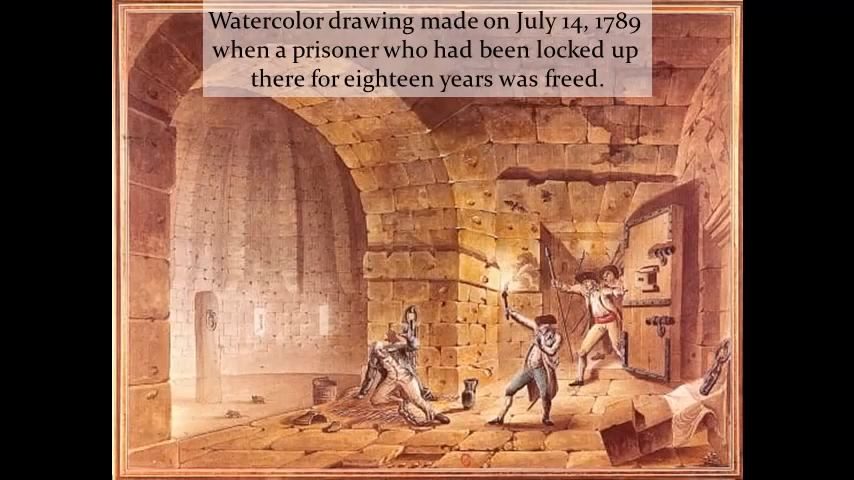 Watercolor drawing made on July 14, 1789
when a prisoner who had been locked up
there for eighteen years was freed.